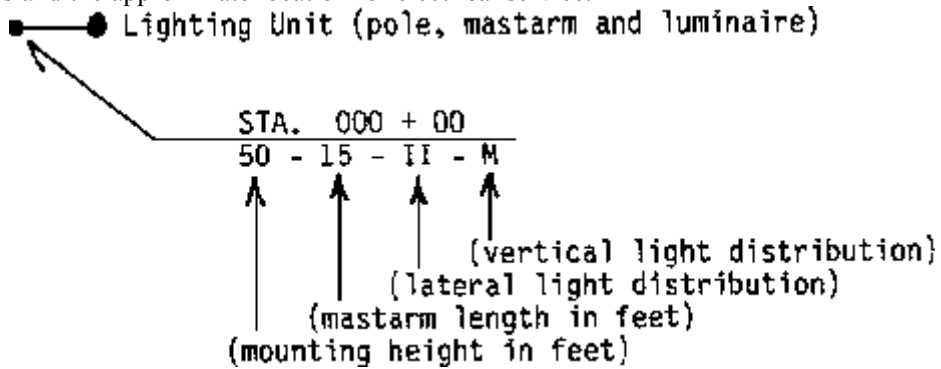 Lighting Unit (pole, mastarm and luminaire)
STA. 000 + 00
50 - 15 - II - M
(vertical light distribution)
(lateral light distribution)
(mastarm length in feet)
(mounting height in feet)